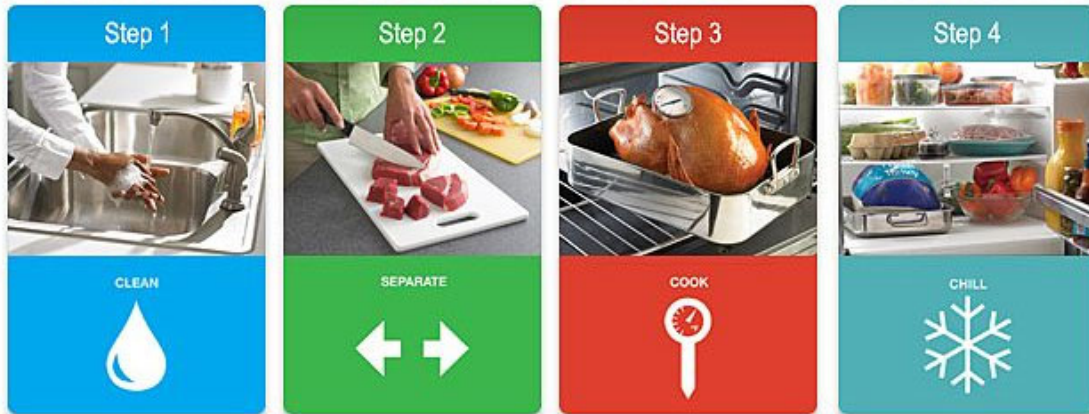 Step 1
Step 2
Step 3
Step 4
CLEAN
SEPARATE
COOK
CHILL